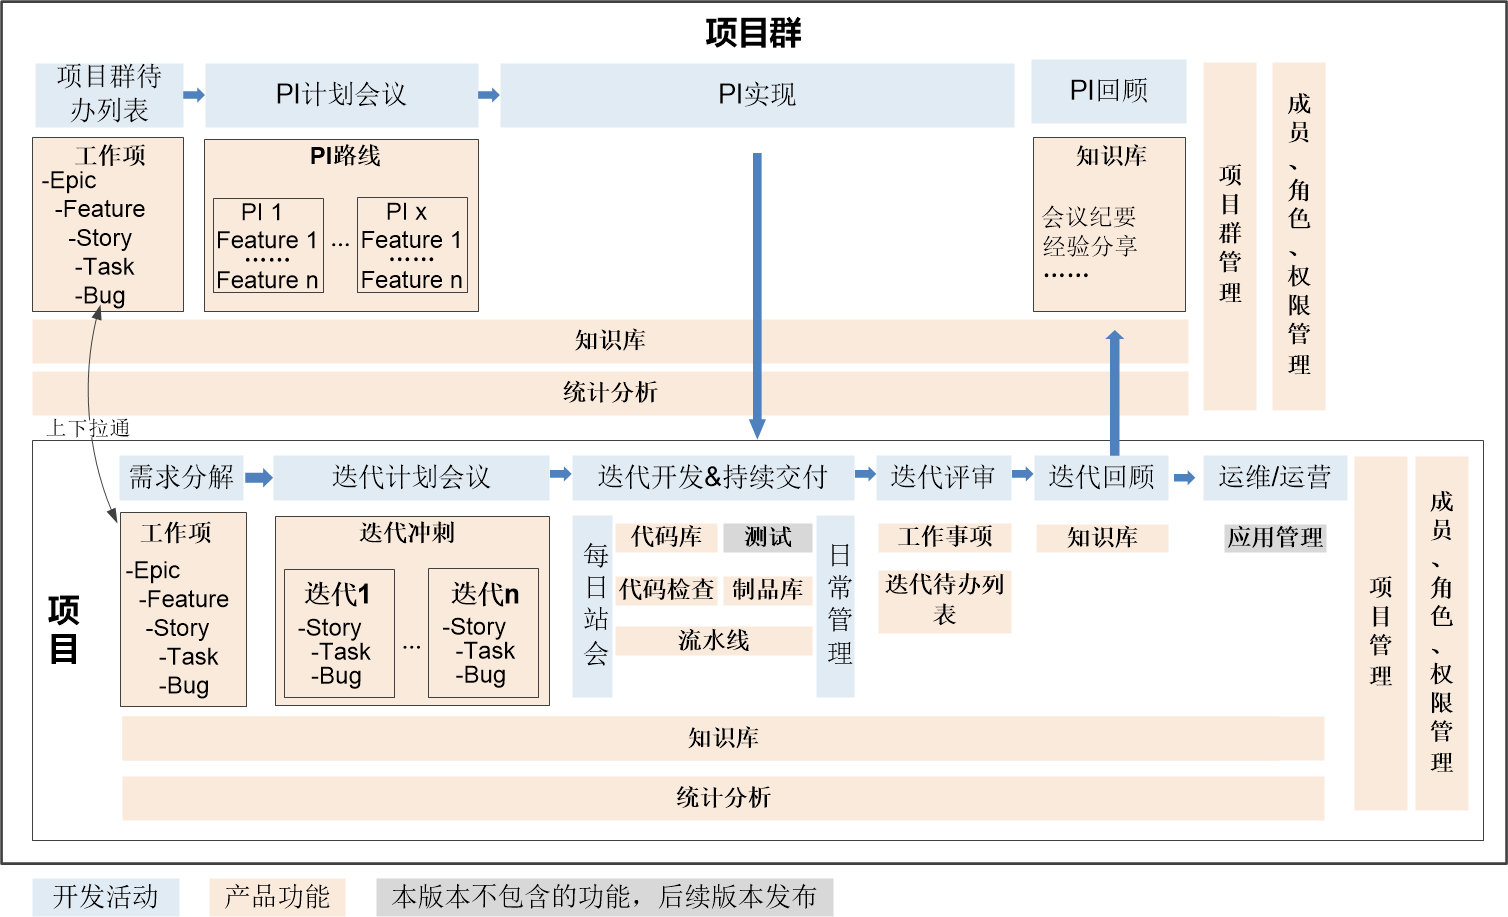 项目群
项目群待
办列表
PI计划会议
PI实现
PI回顾
工作项
-Epic
-Feature
-Story
-Task
-Bug
PI路线
PI 1
Feature 1
……
Feature n
...
PI x
Feature 1
……
Feature n
知识库
会议纪要
经验分享
……
项目群管理
成员、角色、权限管理
知识库
统计分析
上下拉通
项目
需求分解
迭代计划会议
迭代开发&持续交付
迭代评审
迭代回顾
运维/运营
工作项
-Epic
-Feature
-Story
-Task
-Bug
迭代冲刺
迭代1
-Story
-Task
-Bug
...
迭代n
-Story
-Task
-Bug
每日站会
代码库
测试
代码检查
制品库
流水线
日常管理
工作事项
迭代待办列
表
知识库
应用管理
项目管理
成员、角色、权限管理
知识库
统计分析
开发活动
产品功能
本版本不包含的功能，后续版本发布